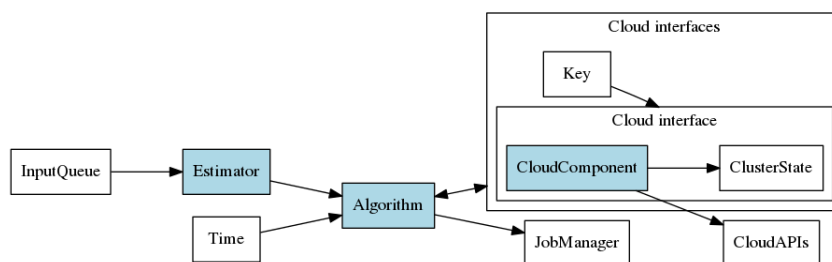 Cloud interfaces
Key
Cloud interface
InputQueue
Estimator
CloudComponent
ClusterState
Algorithm
Time
JobManager
CloudAPIs